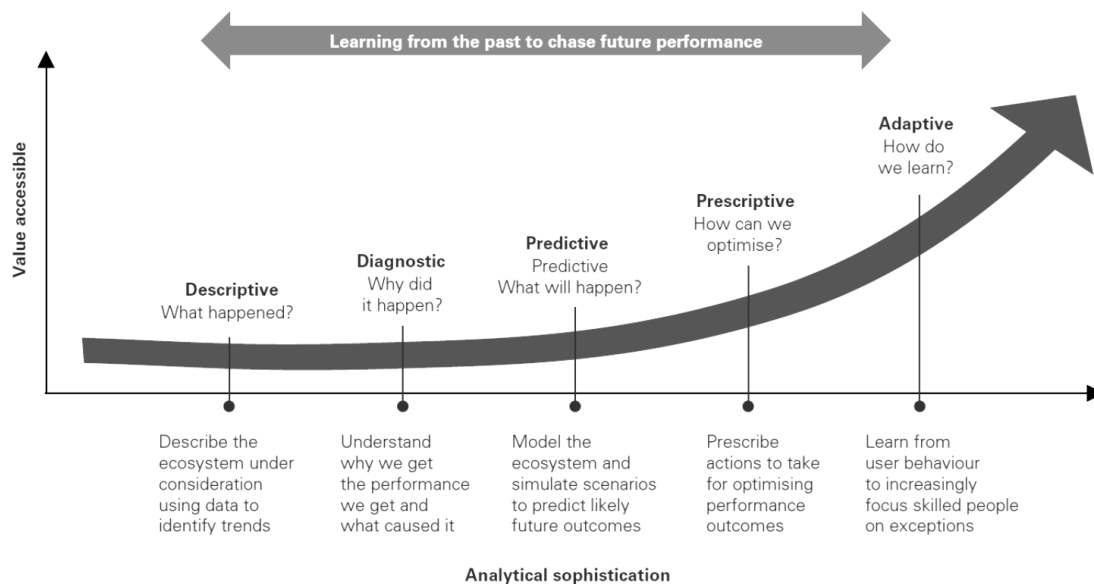 Learning from the past to chase future performance
Value accessible
Descriptive
What happened?
Diagnostic
Why did
it happen?
Predictive
Predictive
What will happen?
Prescriptive
How can we
optimise?
Adaptive
How do
we learn?
Describe the
ecosystem under
consideration
using data to
identify trends
Understand
why we get
the performance
we get and
what caused it
Model the
ecosystem and
simulate scenarios
to predict likely
future outcomes
Prescribe
actions to take
for optimising
performance
outcomes
Learn from
user behaviour
to increasingly
focus skilled people
on exceptions
Analytical sophistication